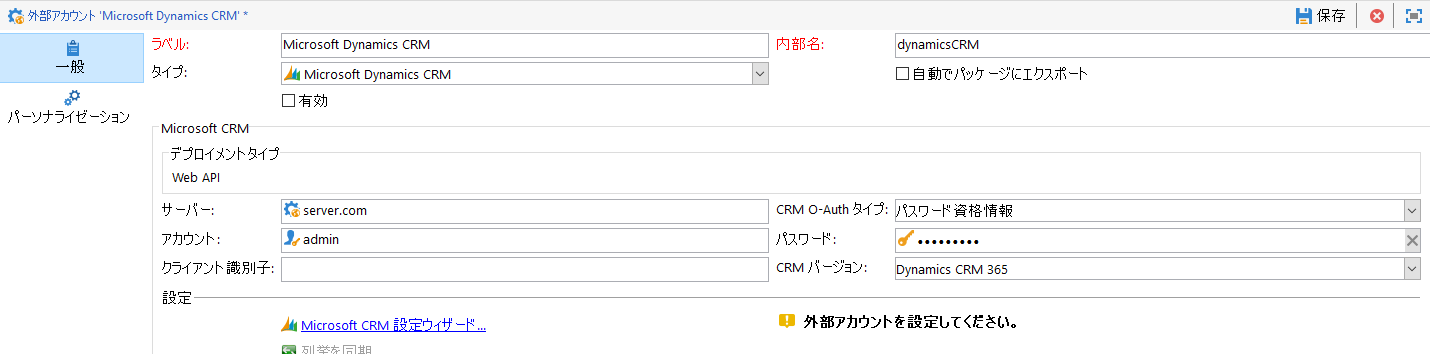 外部アカウント 'Microsoft Dynamics CRM' *
保存
一般
パーソナライゼーション
ラベル: Microsoft Dynamics CRM 内部名: dynamicsCRM
タイプ: Microsoft Dynamics CRM 自動でパッケージにエクスポート
有効
Microsoft CRM
デプロイメントタイプ
Web API
サーバー: server.com CRM O-Auth タイプ: パスワード資格情報
アカウント: admin パスワード: •••••••••
クライアント識別子: CRM バージョン: Dynamics CRM 365
設定
Microsoft CRM 設定ウィザード... 外部アカウントを設定してください。
列挙を同期